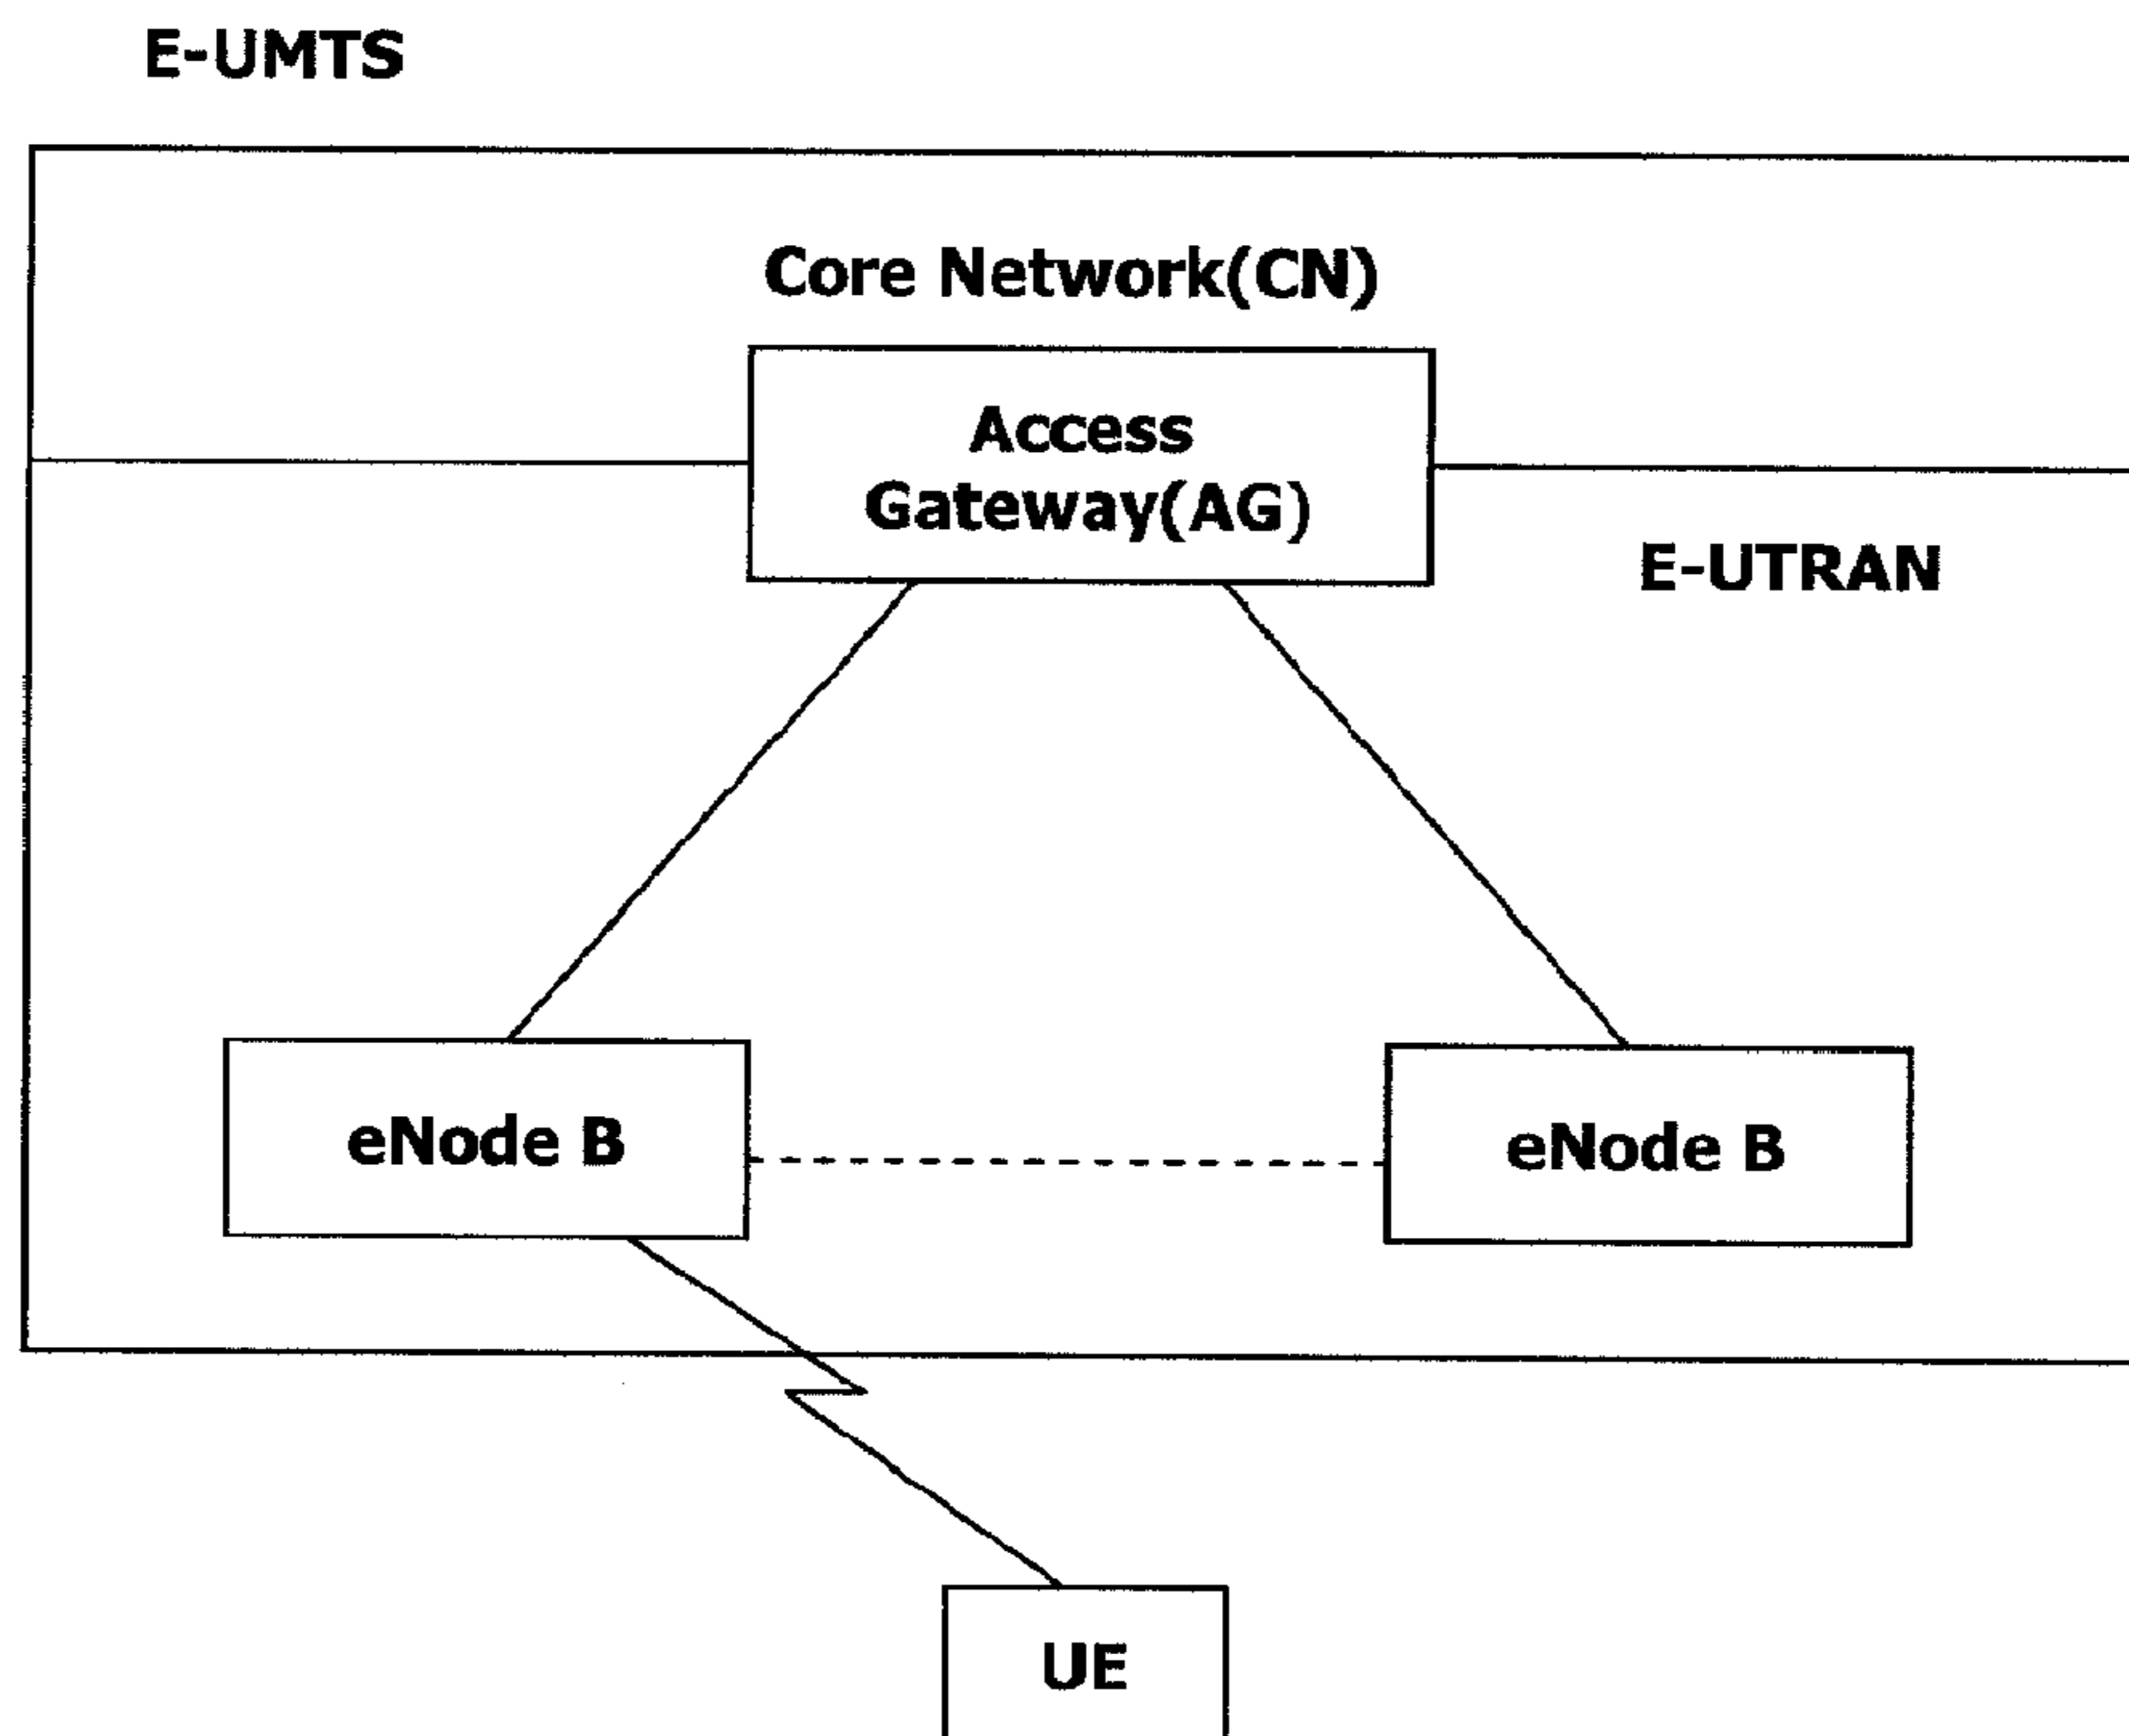 E-UMTS
Core Network(CN)
Access
Gateway(AG)
E-UTRAN
eNode B
eNode B
UE